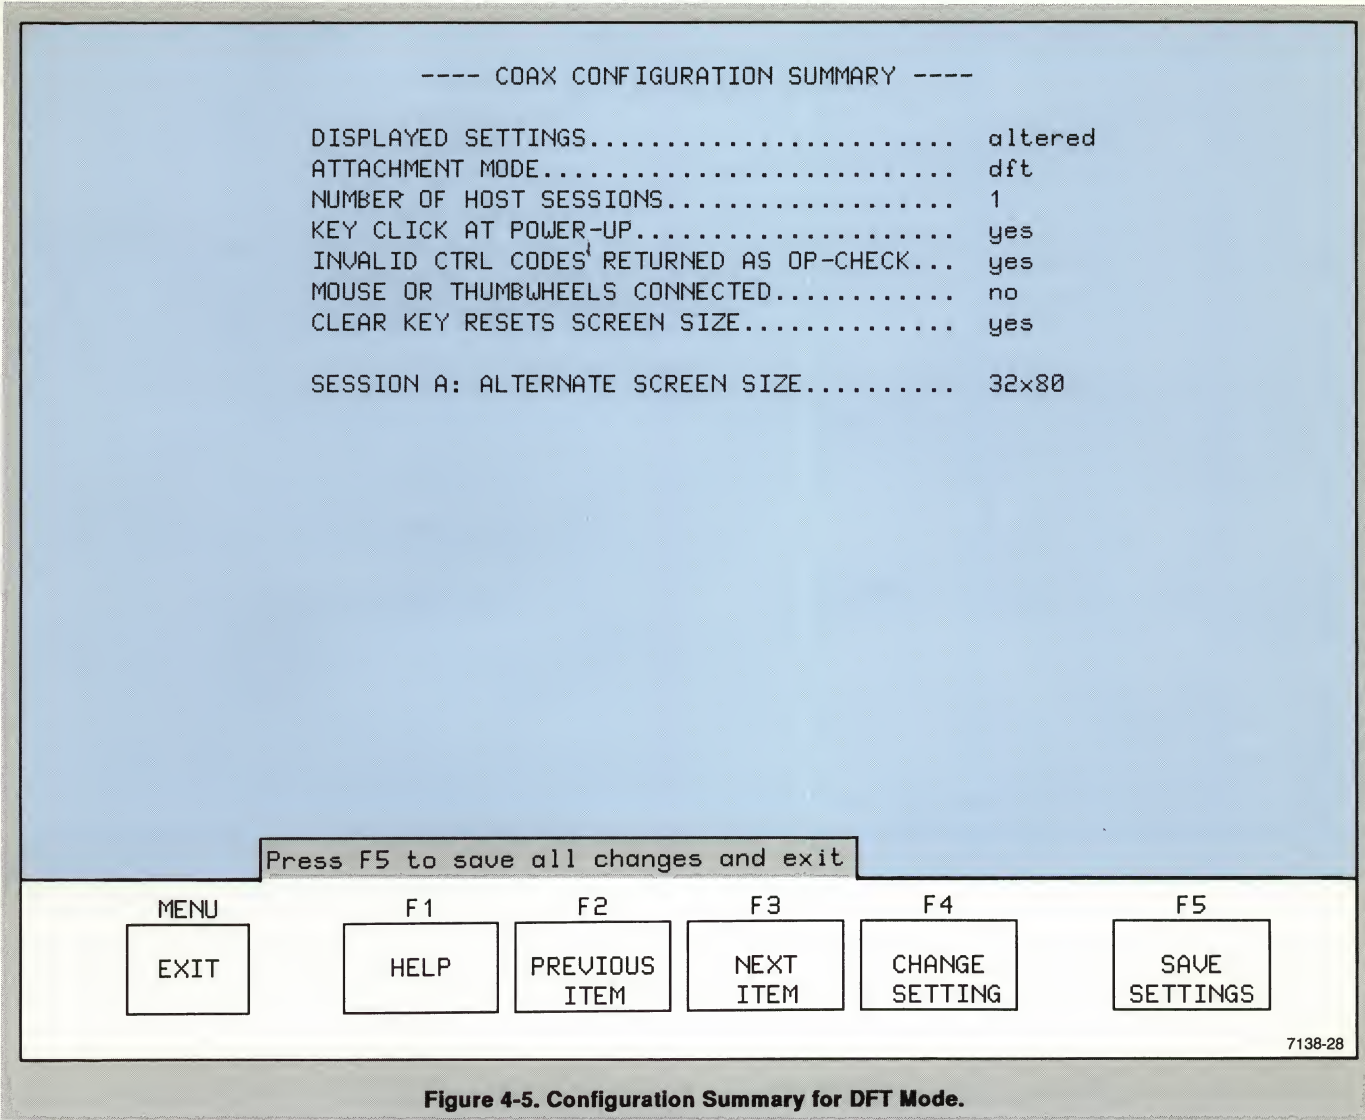 ---- COAX CONFIGURATION SUMMARY ----
DISPLAYED SETTINGS........................ altered
ATTACHMENT MODE........................... dft
NUMBER OF HOST SESSIONS................... 1
KEY CLICK AT POWER-UP..................... yes
INVALID CTRL CODES RETURNED AS OP-CHECK... yes
MOUSE OR THUMBWHEELS CONNECTED............ no
CLEAR KEY RESETS SCREEN SIZE.............. yes
SESSION A: ALTERNATE SCREEN SIZE.......... 32x80
Press F5 to save all changes and exit
MENU F1 F2 F3 F4 F5
EXIT HELP PREVIOUS NEXT CHANGE SAVE
ITEM ITEM SETTING SETTINGS
7138-28
Figure 4-5. Configuration Summary for DFT Mode.